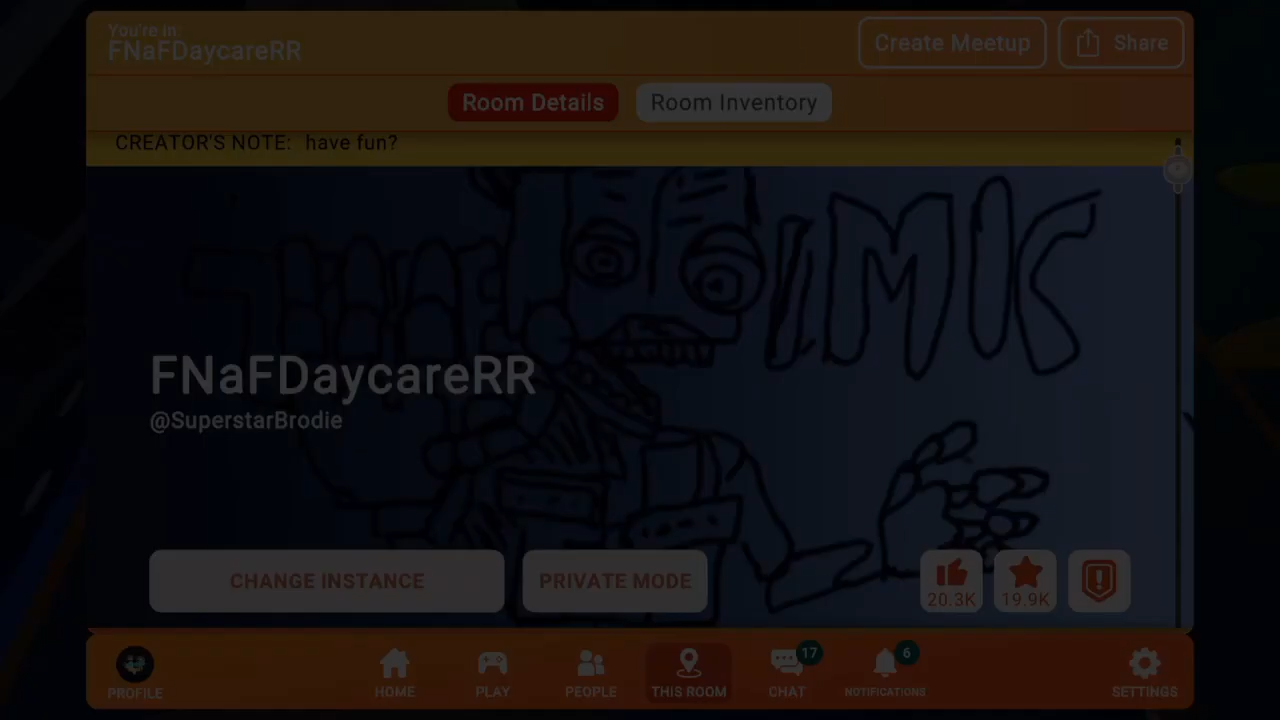 You're in:
FNaFDaycareRR
Create Meetup
Share
Room Details
Room Inventory
CREATOR'S NOTE: have fun?
MIMIC
FNaFDaycareRR
@SuperstarBrodie
CHANGE INSTANCE
PRIVATE MODE
20.3K
19.9K
PROFILE
HOME
PLAY
PEOPLE
THIS ROOM
17
CHAT
6
NOTIFICATIONS
SETTINGS